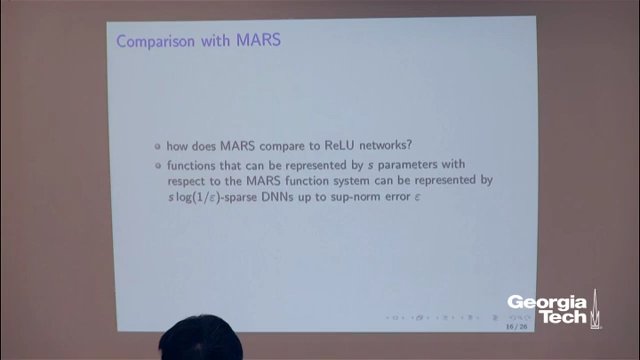 Comparison with MARS
how does MARS compare to ReLU networks?
functions that can be represented by s parameters with
respect to the MARS function system can be represented by
s log(1/ε)-sparse DNNs up to sup-norm error ε
Georgia
Tech
16 / 26